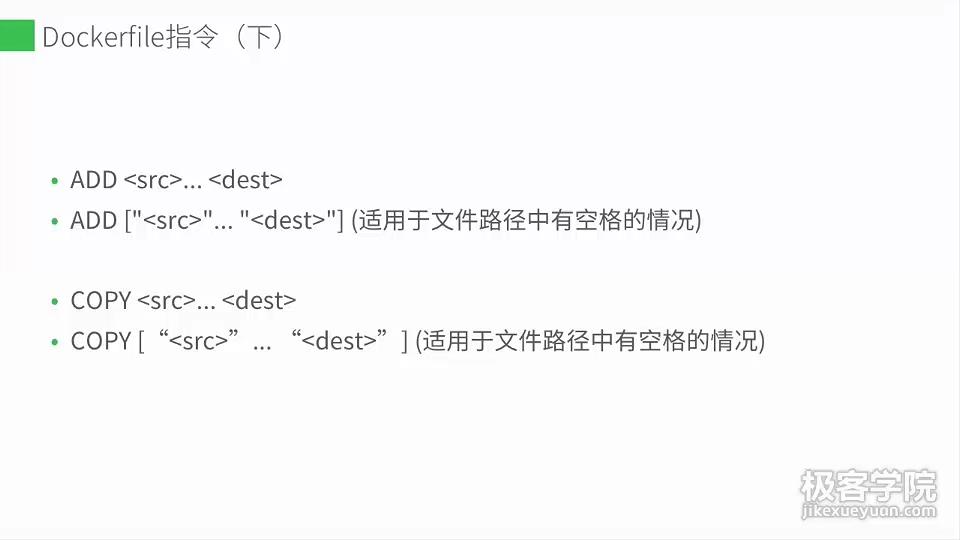 Dockerfile指令（下）
• ADD <src>... <dest>
• ADD ["<src>"... "<dest>"] (适用于文件路径中有空格的情况)
• COPY <src>... <dest>
• COPY [“<src>”... “<dest>”] (适用于文件路径中有空格的情况)
极客学院
jikexueyuan.com